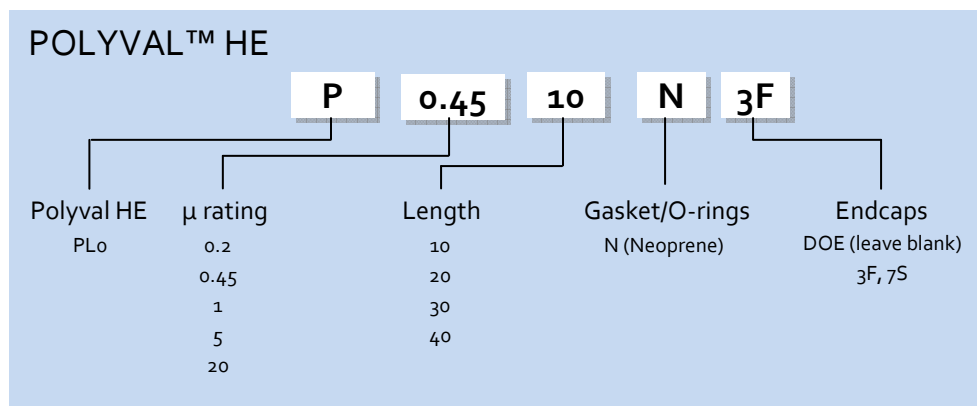 POLYVAL™ HE
P 0.45 10 N 3F
Polyval HE μ rating Length Gasket/O-rings Endcaps
PL0 0.2 10 N (Neoprene) DOE (leave blank)
0.45 20 3F, 7S
1 30
5 40
20